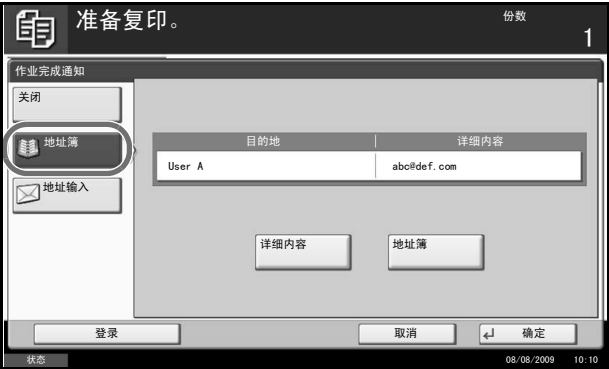 准备复印。
份数
1
作业完成通知
关闭
地址簿
地址输入
目的地 详细内容
User A abc@def.com
详细内容 地址簿
登录 取消 确定
状态 08/08/2009 10:10